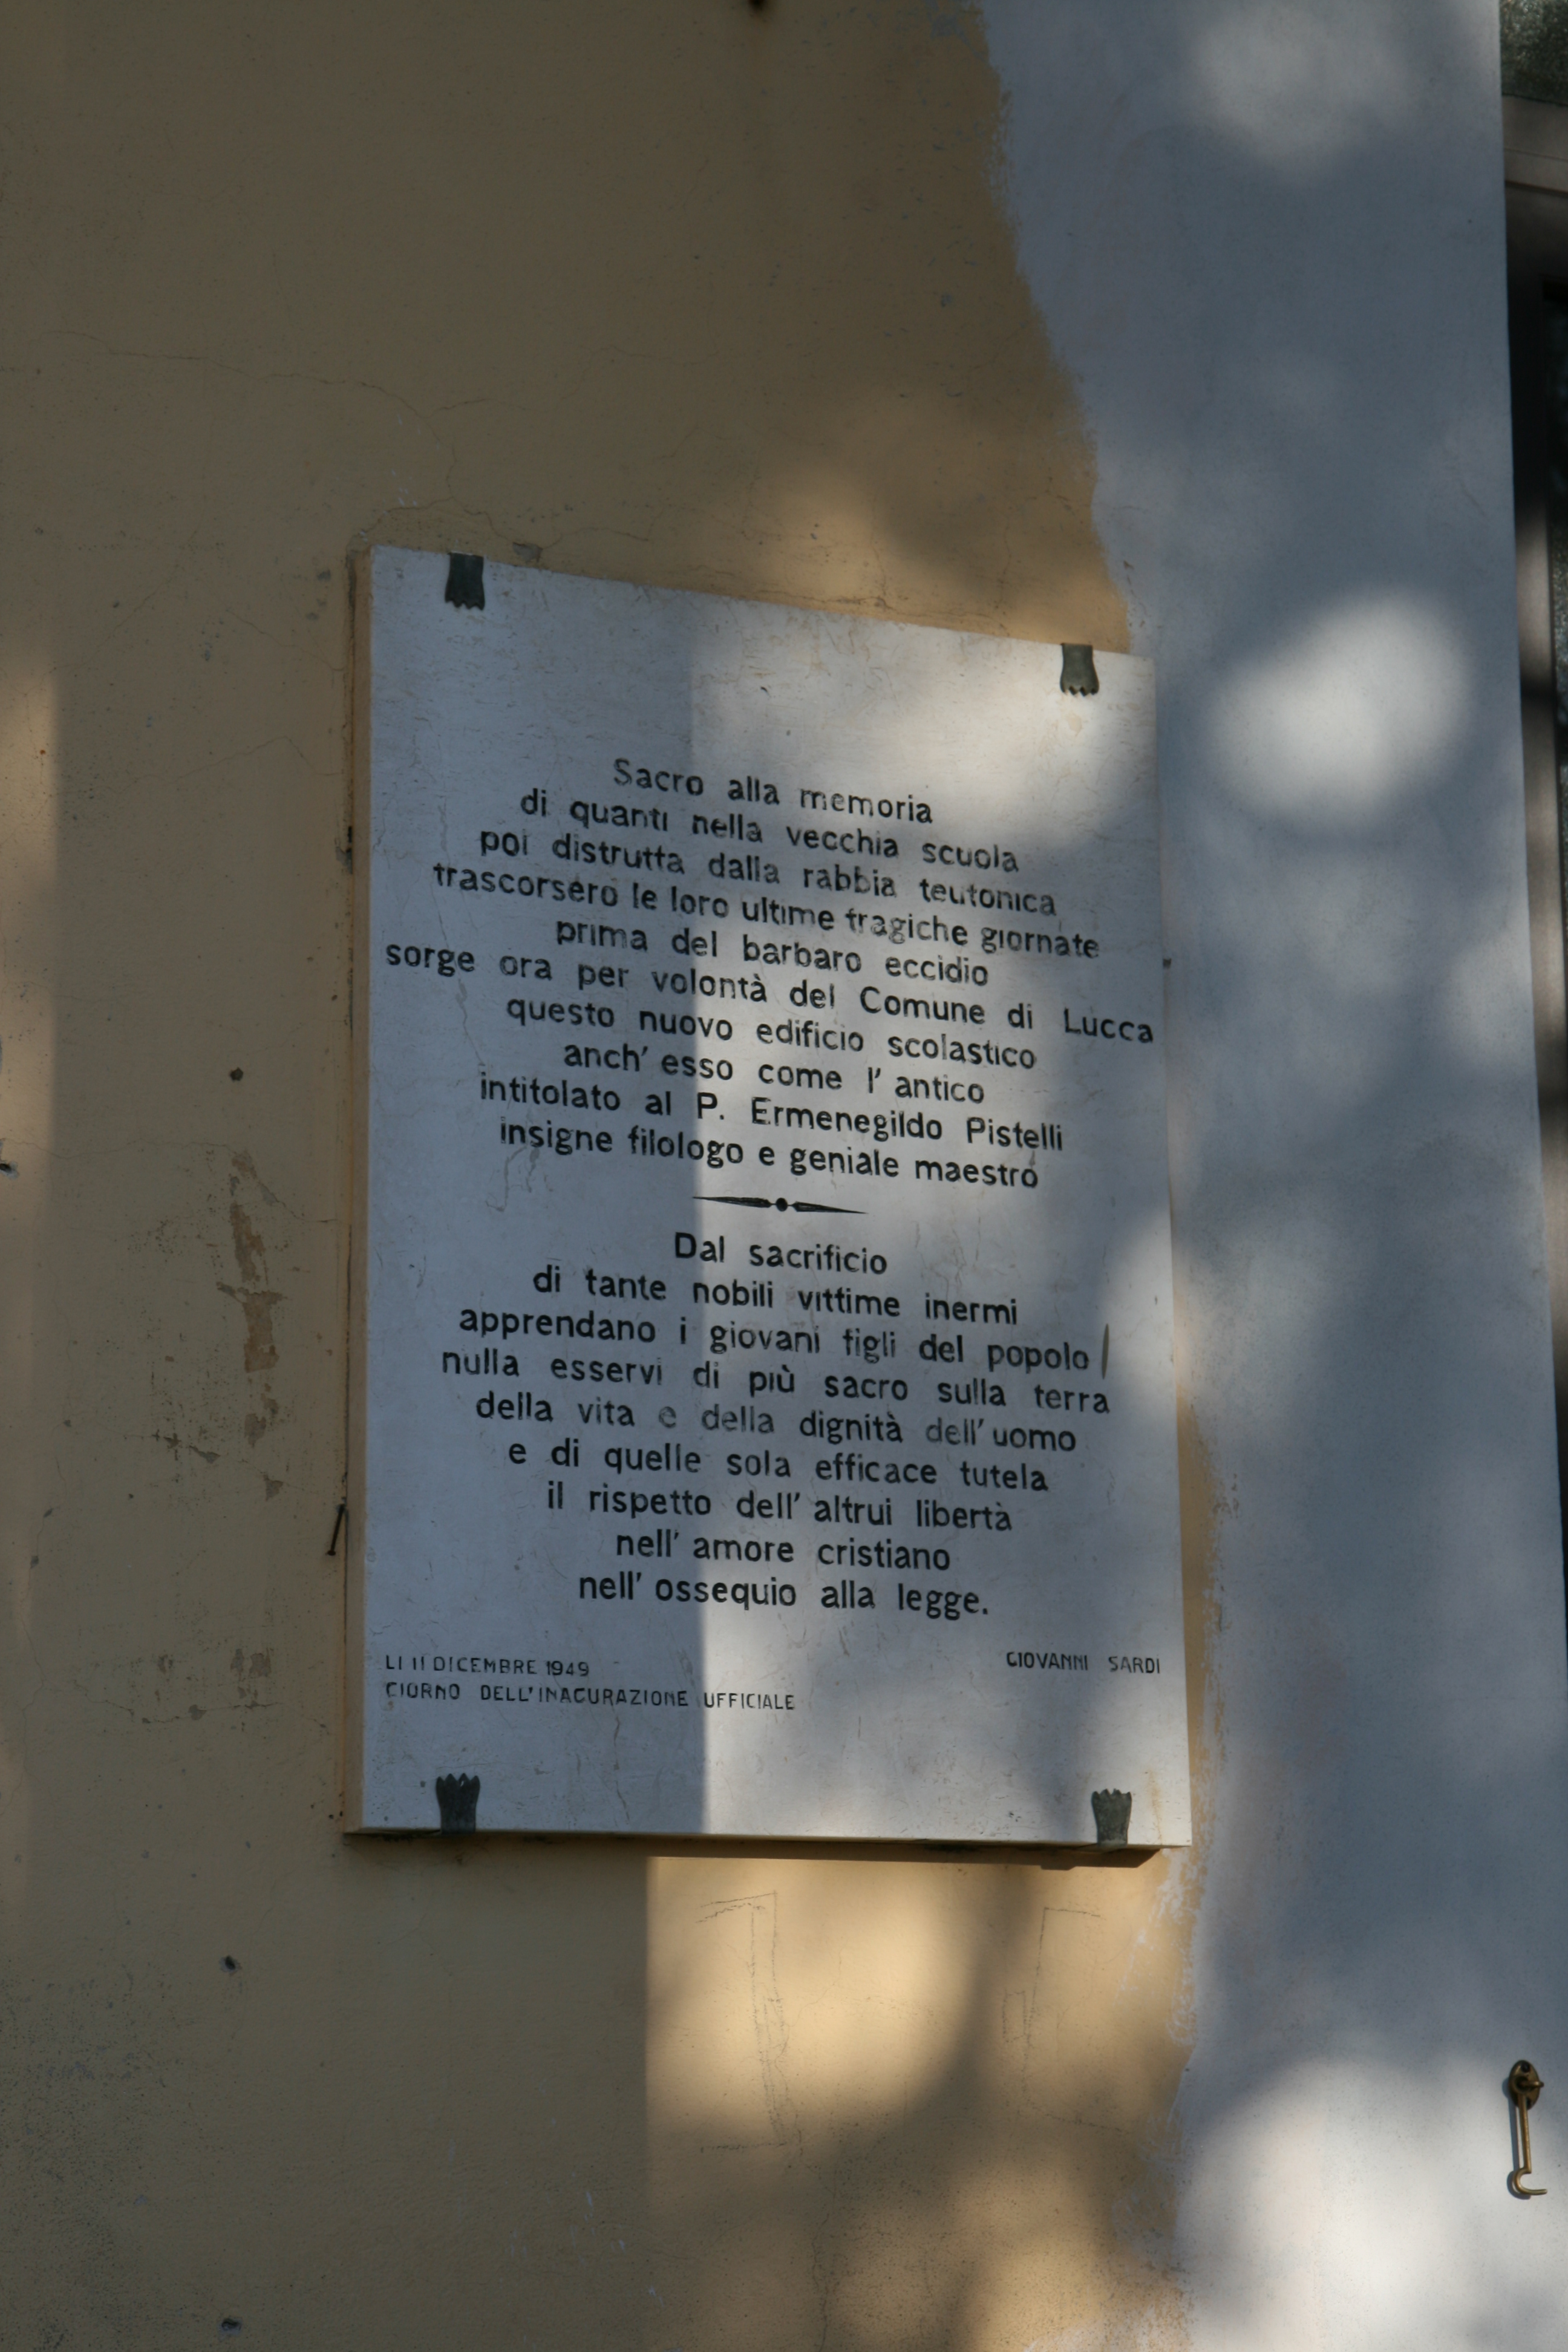 Sacro alla memoria
di quanti nella vecchia scuola
poi distrutta dalla rabbia teutonica
trascorsero le loro ultime tragiche giornate
prima del barbaro eccidio
sorge ora per volontà del Comune di Lucca
questo nuovo edificio scolastico
anch' esso come l' antico
intitolato al P. Ermenegildo Pistelli
insigne filologo e geniale maestro
Dal sacrificio
di tante nobili vittime inermi
apprendano i giovani figli del popolo
nulla esservi di più sacro sulla terra
della vita e della dignità dell' uomo
e di quelle sola efficace tutela
il rispetto dell' altrui libertà
nell' amore cristiano
nell' ossequio alla legge.
LI 11 DICEMBRE 1949
GIORNO DELL'INAGURAZIONE UFFICIALE
GIOVANNI SARDI